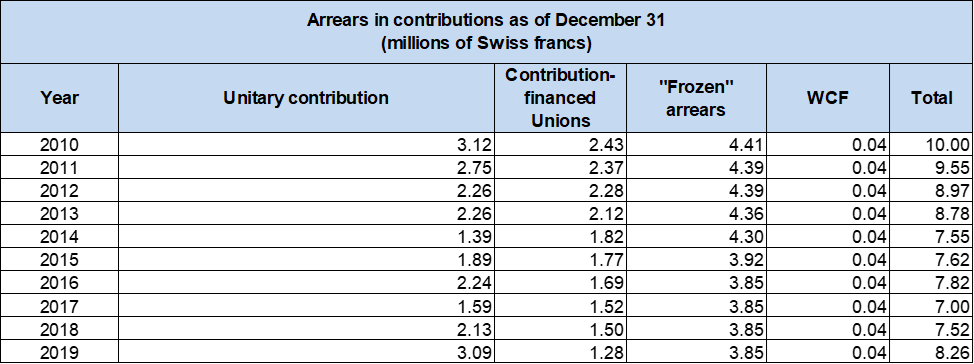 Arrears in contributions as of December 31
(millions of Swiss francs)
Year Unitary contribution Contribution-financed Unions "Frozen" arrears WCF Total
2010 3.12 2.43 4.41 0.04 10.00
2011 2.75 2.37 4.39 0.04 9.55
2012 2.26 2.28 4.39 0.04 8.97
2013 2.26 2.12 4.36 0.04 8.78
2014 1.39 1.82 4.30 0.04 7.55
2015 1.89 1.77 3.92 0.04 7.62
2016 2.24 1.69 3.85 0.04 7.82
2017 1.59 1.52 3.85 0.04 7.00
2018 2.13 1.50 3.85 0.04 7.52
2019 3.09 1.28 3.85 0.04 8.26